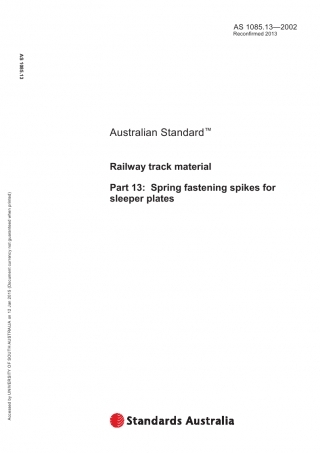 AS 1085.13—2002
Reconfirmed 2013
AS 1085.13
Australian Standard™
Railway track material
Part 13: Spring fastening spikes for
sleeper plates
Accessed by UNIVERSITY OF SOUTH AUSTRALIA on 12 Jan 2015 (Document currency not guaranteed when printed)
Standards Australia